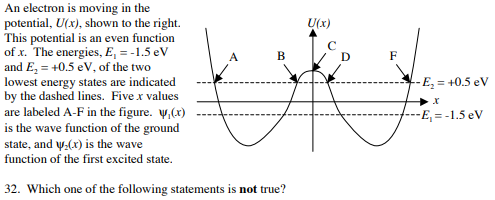 An electron is moving in the
potential, U(x), shown to the right.
This potential is an even function
of x. The energies, E₁ = -1.5 eV
and E₂ = +0.5 eV, of the two
lowest energy states are indicated
by the dashed lines. Five x values
are labeled A-F in the figure. ψ₁(x)
is the wave function of the ground
state, and ψ₂(x) is the wave
function of the first excited state.
U(x)
A B C D F
E₂ = +0.5 eV
x
E₁ = -1.5 eV
32. Which one of the following statements is not true?